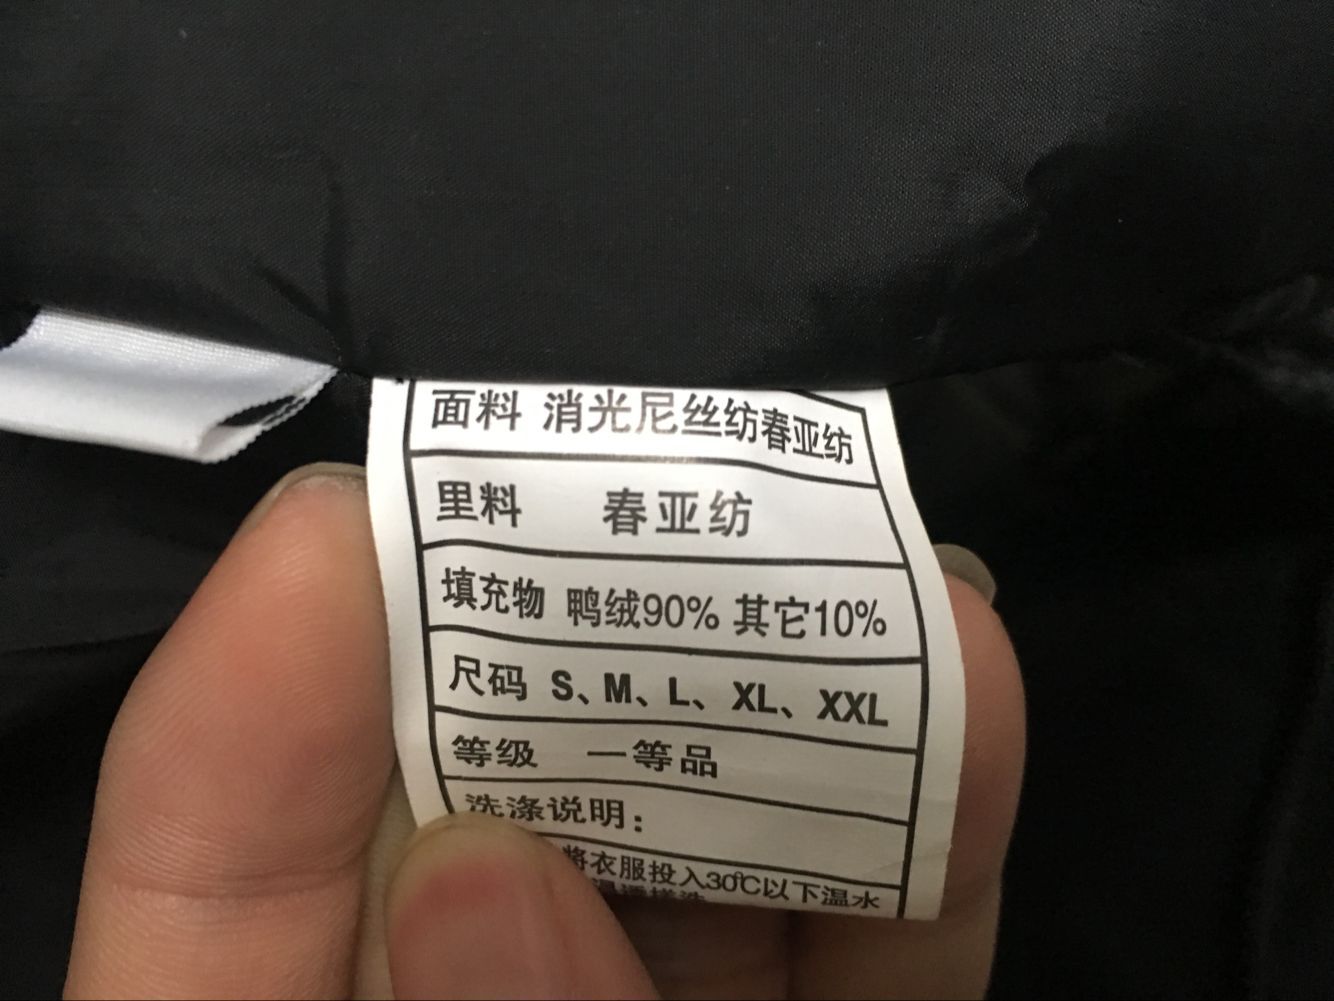 面料 消光尼丝纺春亚纺
里料 春亚纺
填充物 鸭绒90% 其它10%
尺码 S、M、L、XL、XXL
等级 一等品
洗涤说明：
将衣服投入30℃以下温水